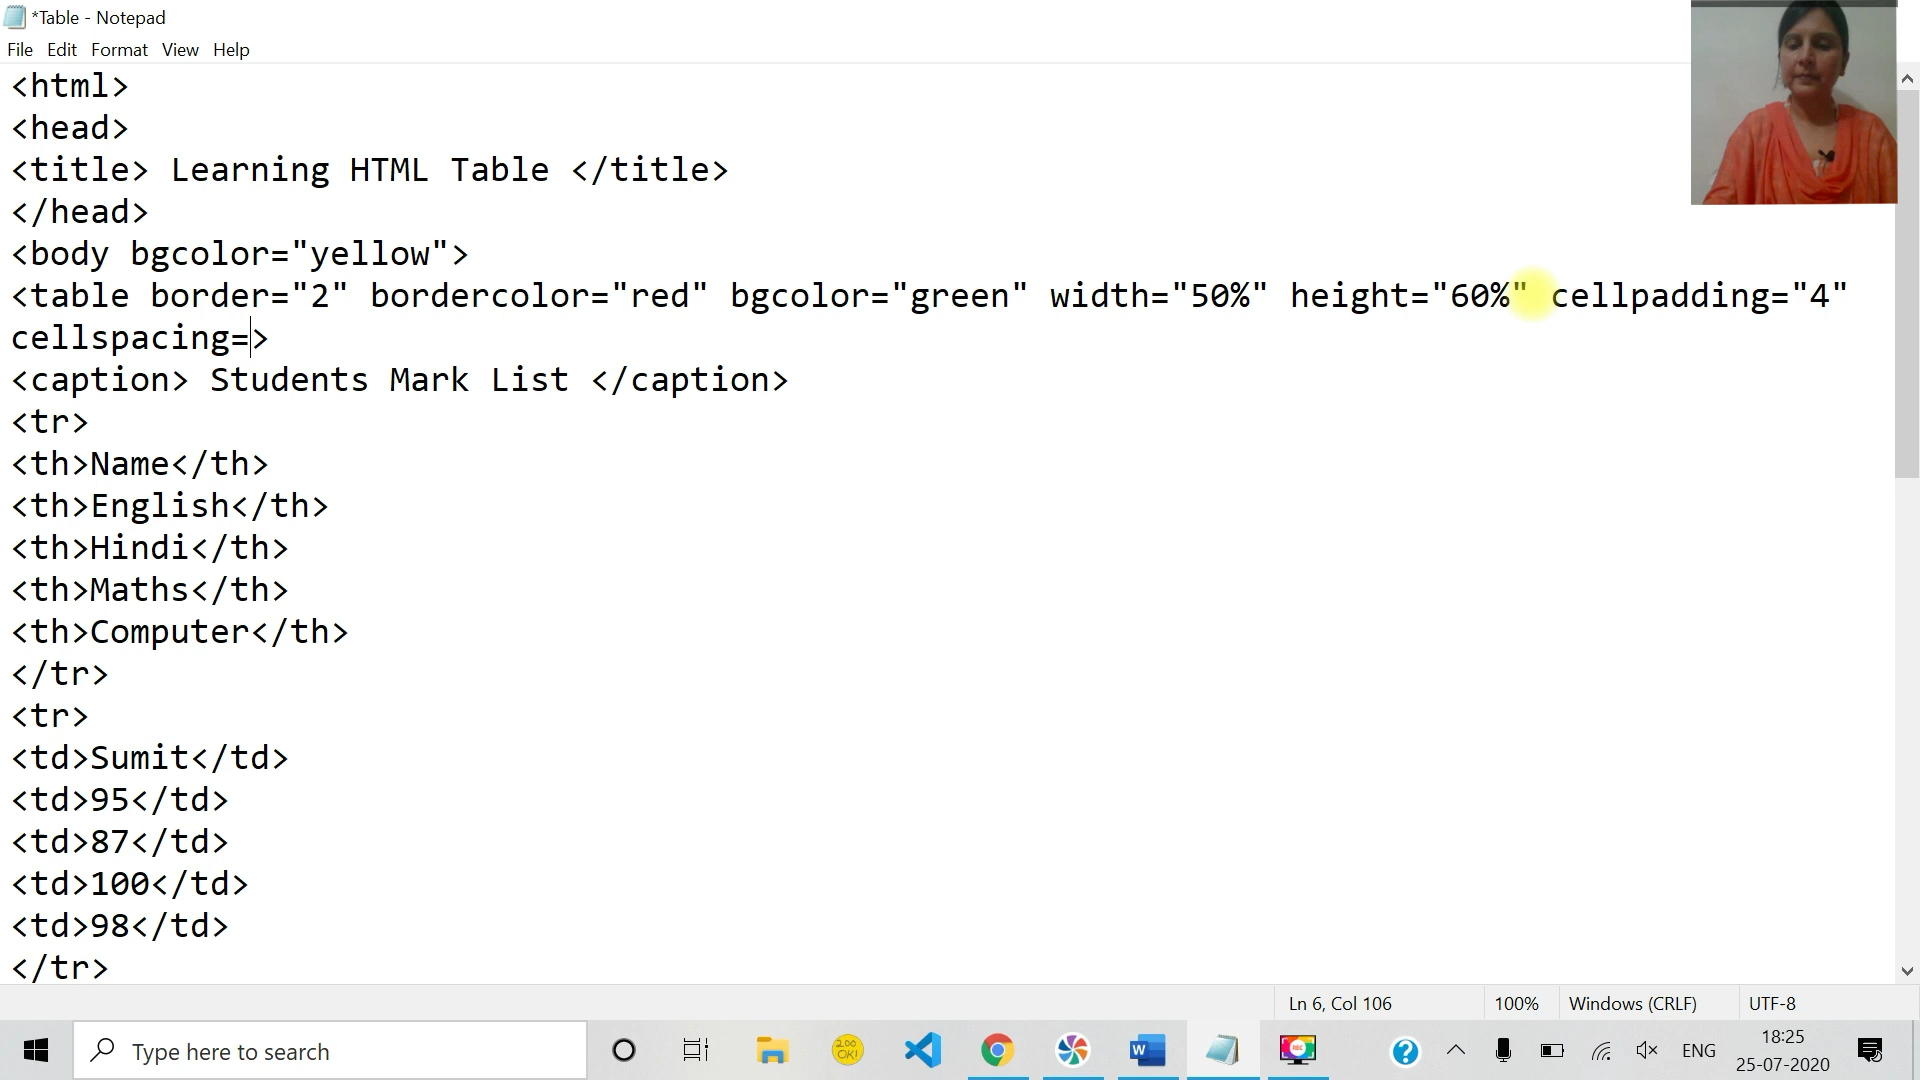 *Table - Notepad
File Edit Format View Help
<html>
<head>
<title> Learning HTML Table </title>
</head>
<body bgcolor="yellow">
<table border="2" bordercolor="red" bgcolor="green" width="50%" height="60%" cellpadding="4"
cellspacing=>
<caption> Students Mark List </caption>
<tr>
<th>Name</th>
<th>English</th>
<th>Hindi</th>
<th>Maths</th>
<th>Computer</th>
</tr>
<tr>
<td>Sumit</td>
<td>95</td>
<td>87</td>
<td>100</td>
<td>98</td>
</tr>
Ln 6, Col 106 100% Windows (CRLF) UTF-8
Type here to search
200 OK!
W
REC
?
ENG
18:25
25-07-2020